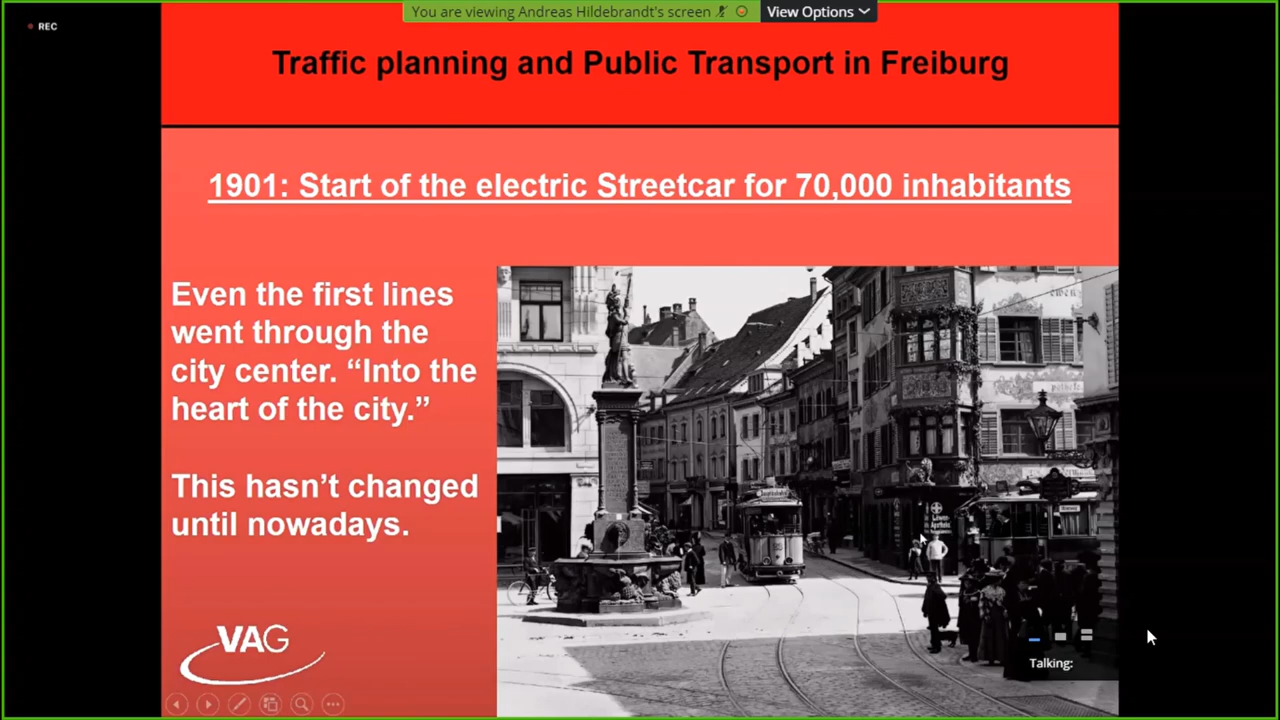 You are viewing Andreas Hildebrandt's screen
View Options
REC
Traffic planning and Public Transport in Freiburg
1901: Start of the electric Streetcar for 70,000 inhabitants
Even the first lines
went through the
city center. “Into the
heart of the city.”
This hasn’t changed
until nowadays.
VAG
Löwen-
Apotheke
Talking: